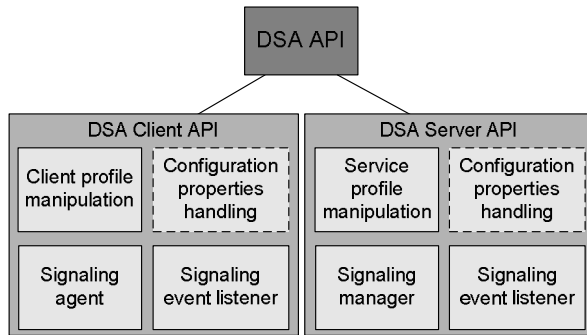 DSA API
DSA Client API
Client profile
manipulation
Configuration
properties
handling
Signaling
agent
Signaling
event listener
DSA Server API
Service
profile
manipulation
Configuration
properties
handling
Signaling
manager
Signaling
event listener